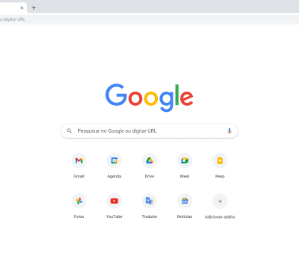 u digitar URL
Google
Pesquisar no Google ou digitar URL
Gmail
Agenda
Drive
Meet
Keep
Fotos
YouTube
Tradutor
Notícias
Adicionar atalho